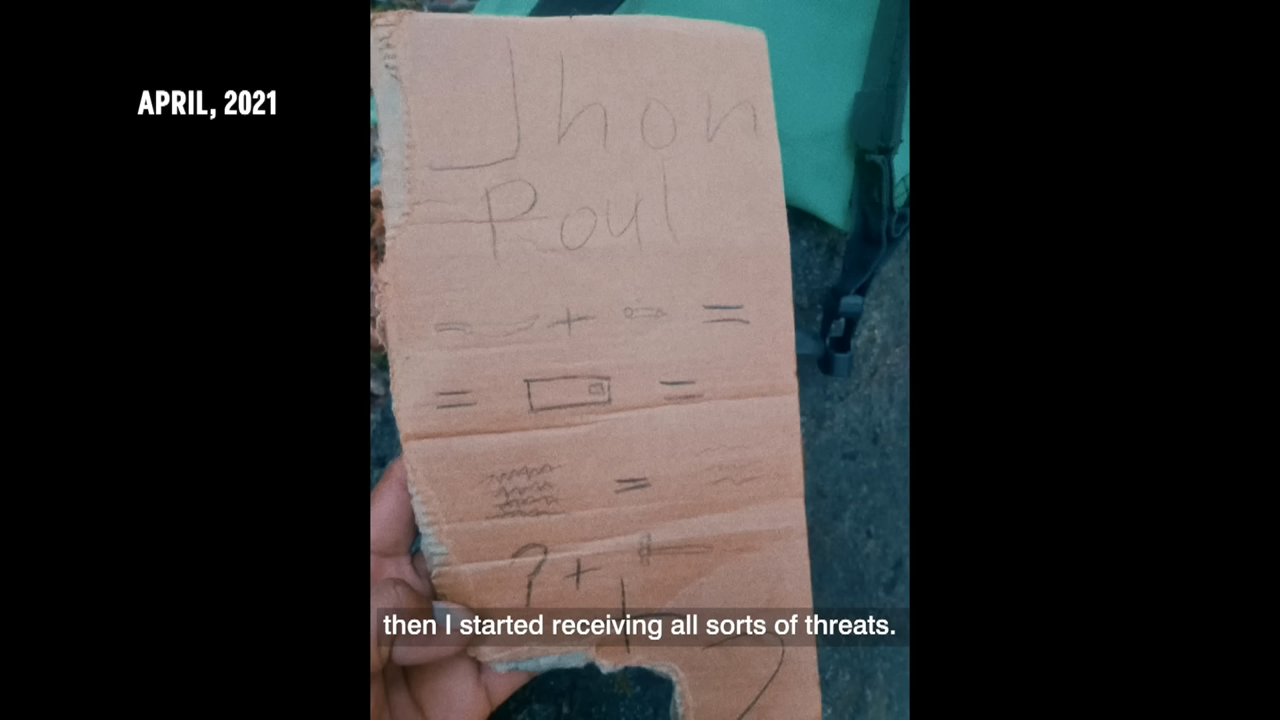 APRIL, 2021
Jhon
Poul
+ =
= =
=
? +
then I started receiving all sorts of threats.